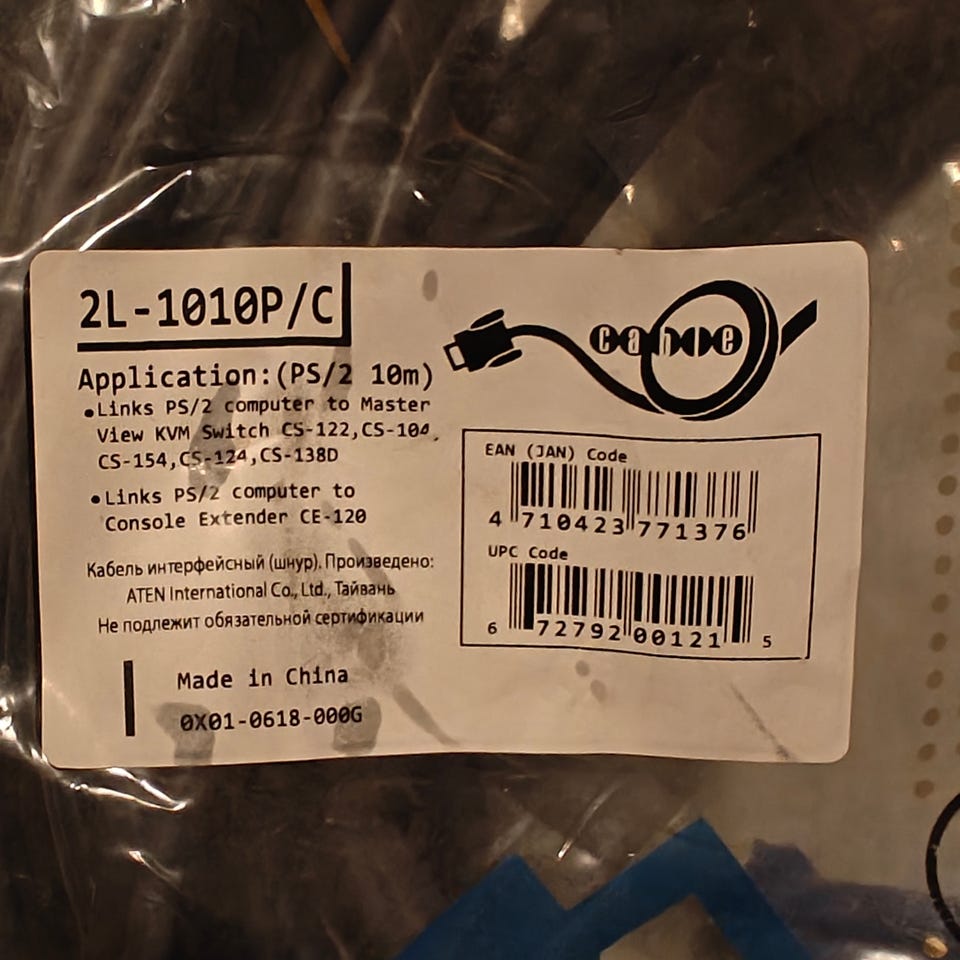 2L-1010P/C
Application:(PS/2 10m)
•Links PS/2 computer to Master
View KVM Switch CS-122,CS-104,
CS-154,CS-124,CS-138D
•Links PS/2 computer to
Console Extender CE-120
Кабель интерфейсный (шнур). Произведено:
ATEN International Co., Ltd., Тайвань
Не подлежит обязательной сертификации
Made in China
0X01-0618-000G
cable
EAN (JAN) Code
4 710423 771376
UPC Code
6 72792 00121 5